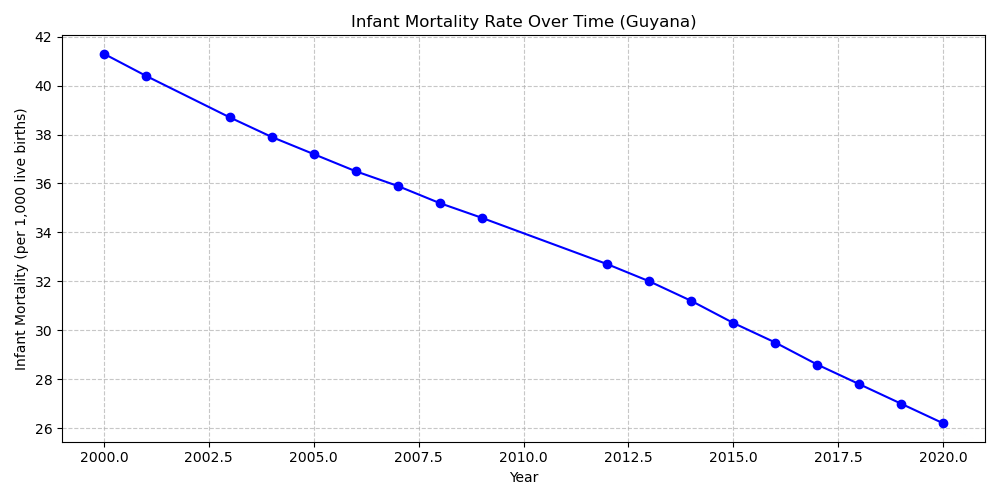 Infant Mortality Rate Over Time (Guyana)
Infant Mortality (per 1,000 live births)
42
40
38
36
34
32
30
28
26
2000.0 2002.5 2005.0 2007.5 2010.0 2012.5 2015.0 2017.5 2020.0
Year